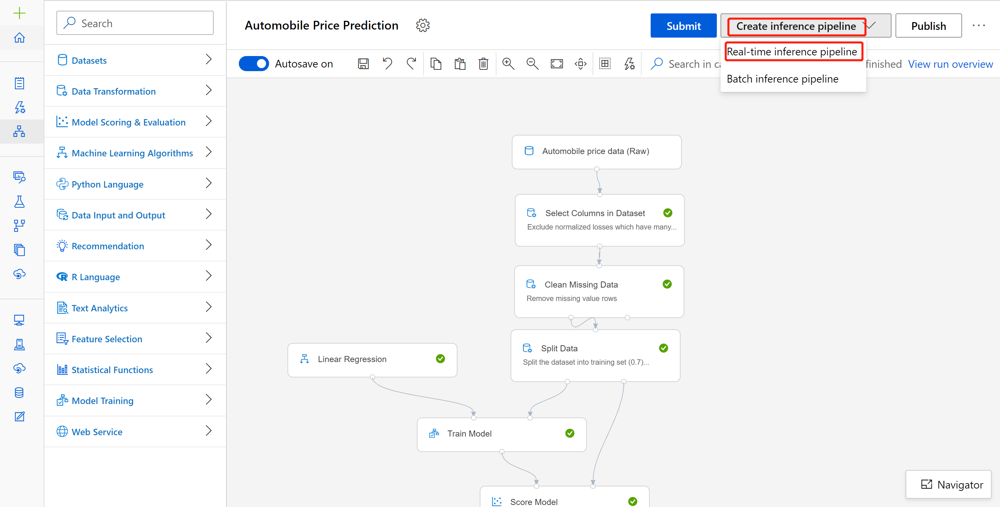 Search
Datasets
Data Transformation
Model Scoring & Evaluation
Machine Learning Algorithms
Python Language
Data Input and Output
Recommendation
R Language
Text Analytics
Feature Selection
Statistical Functions
Model Training
Web Service
Automobile Price Prediction
Submit
Create inference pipeline
Publish
Real-time inference pipeline
Batch inference pipeline
Autosave on
Search in ca
finished
View run overview
Automobile price data (Raw)
Select Columns in Dataset
Exclude normalized losses which have many...
Clean Missing Data
Remove missing value rows
Split Data
Split the dataset into training set (0.7)...
Linear Regression
Train Model
Score Model
Navigator